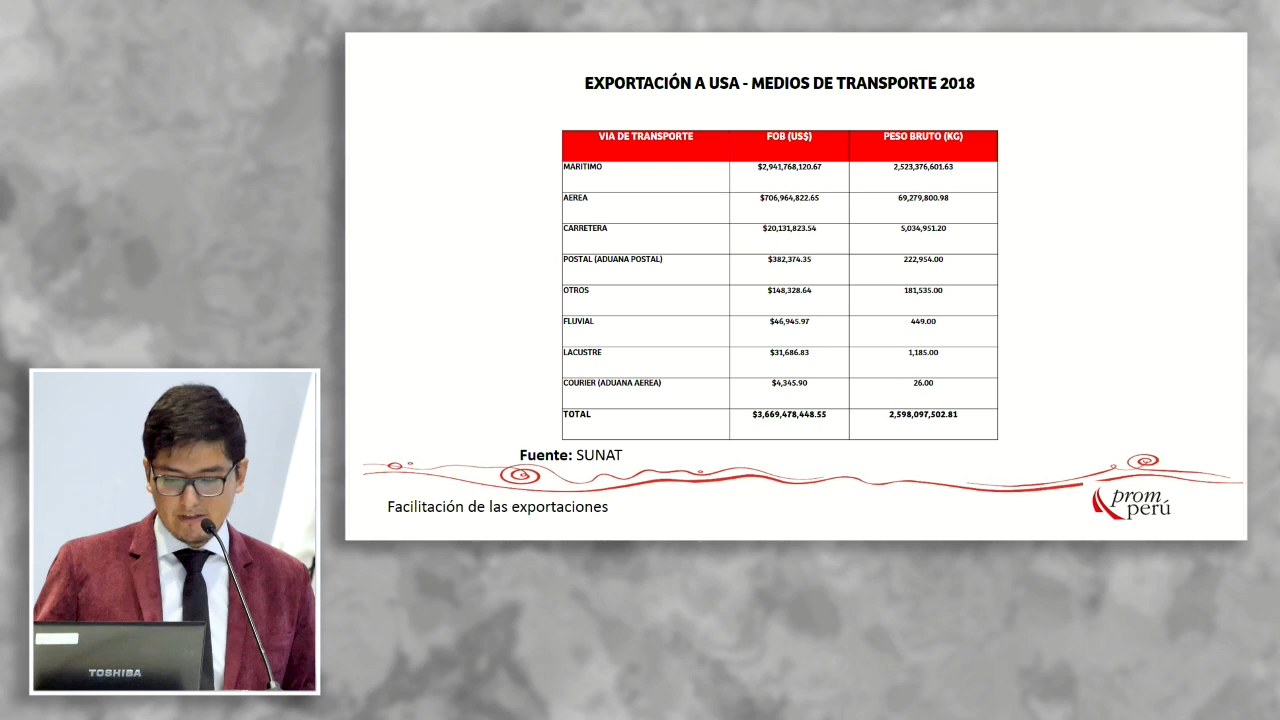 EXPORTACIÓN A USA - MEDIOS DE TRANSPORTE 2018
VIA DE TRANSPORTE FOB (US$) PESO BRUTO (KG)
MARITIMO $2,941,768,120.67 2,523,376,601.63
AEREA $706,964,822.65 69,279,800.98
CARRETERA $20,131,823.54 5,034,951.20
POSTAL (ADUANA POSTAL) $382,374.35 222,954.00
OTROS $148,328.64 181,535.00
FLUVIAL $46,945.97 449.00
LACUSTRE $31,686.83 1,185.00
COURIER (ADUANA AEREA) $4,345.90 26.00
TOTAL $3,669,478,448.55 2,598,097,502.81
Fuente: SUNAT
Facilitación de las exportaciones
prom
perú
TOSHIBA